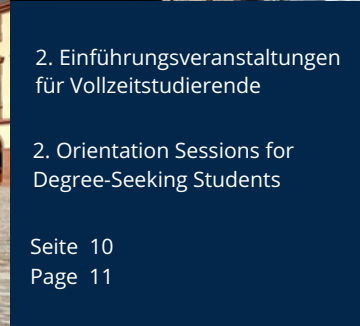 2. Einführungsveranstaltungen
für Vollzeitstudierende
2. Orientation Sessions for
Degree-Seeking Students
Seite 10
Page 11